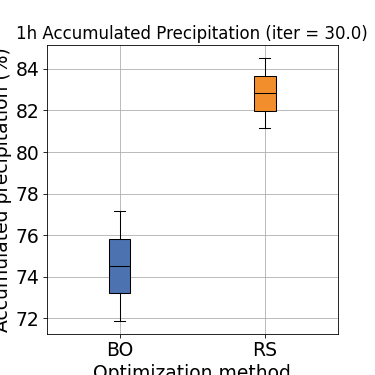 1h Accumulated Precipitation (iter = 30.0)
Accumulated precipitation (%)
84
82
80
78
76
74
72
BO
RS
Optimization method